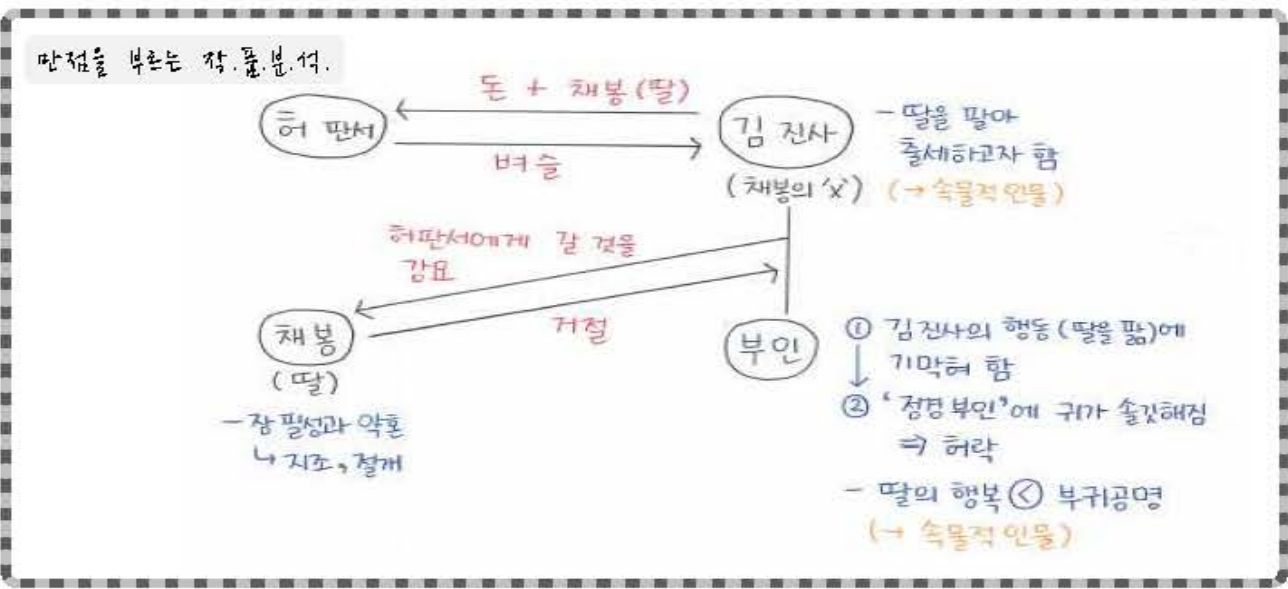 만점을 부르는 작.품.분.석.
돈 + 채봉(딸)
허 판서
김 진사
- 딸을 팔아
출세하고자 함
벼슬
(채봉의 父)
(→ 속물적 인물)
허판서에게 갈 것을
강요
채봉
거절
부인
① 김진사의 행동(딸을 팖)에
기막혀 함
(딸)
↓
② '정경부인'에 귀가 솔깃해짐
⇒ 허락
- 장필성과 약혼
↳ 지조, 절개
- 딸의 행복 < 부귀공명
(→ 속물적 인물)